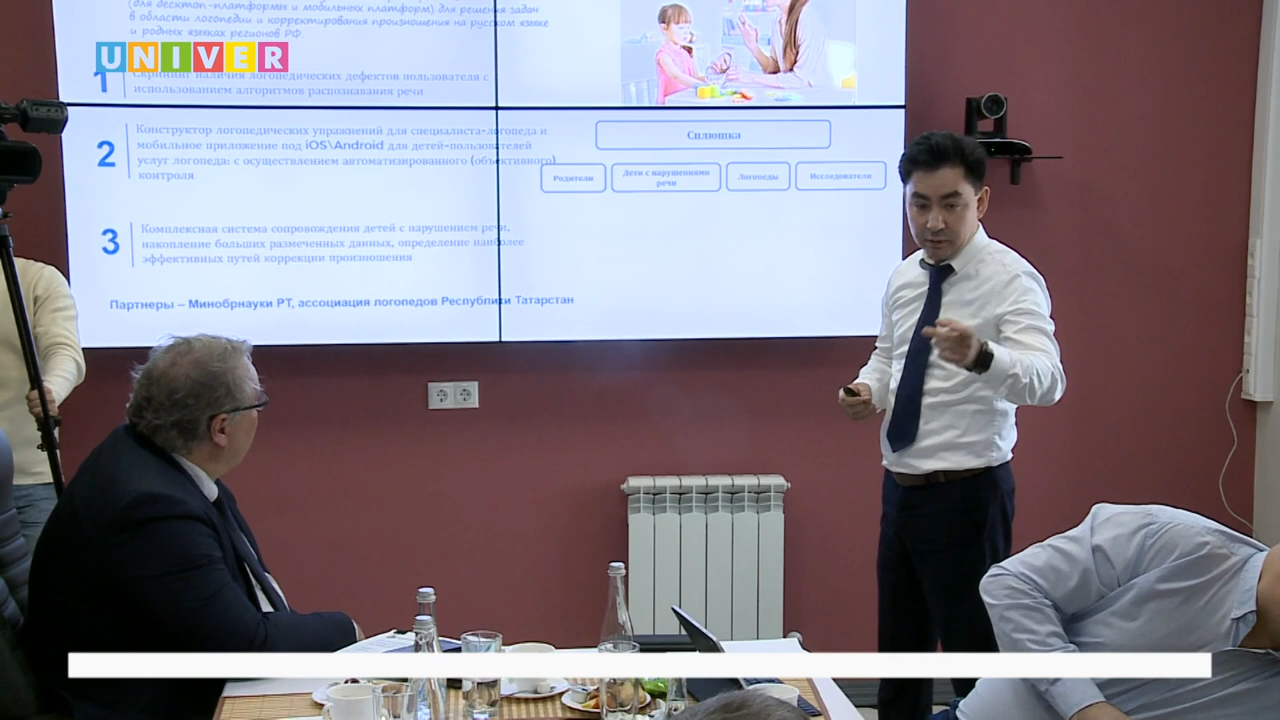 (для десктоп-платформы и мобильных платформ) для решения задач
в области логопедии и корректирования произношения на русском языке
и родных языках регионов РФ.
UNIVER
1 Скрининг наличия логопедических дефектов пользователя с
использованием алгоритмов распознавания речи
2 Конструктор логопедических упражнений для специалиста-логопеда и
мобильное приложение под iOS\Android для детей-пользователей
услуг логопеда: с осуществлением автоматизированного (объективного)
контроля
3 Комплексная система сопровождения детей с нарушением речи,
накопление больших размеченных данных, определение наиболее
эффективных путей коррекции произношения
Партнеры – Минобрнауки РТ, ассоциация логопедов Республики Татарстан
Сплюшка
Родители
Дети с нарушениями
речи
Логопеды
Исследователи